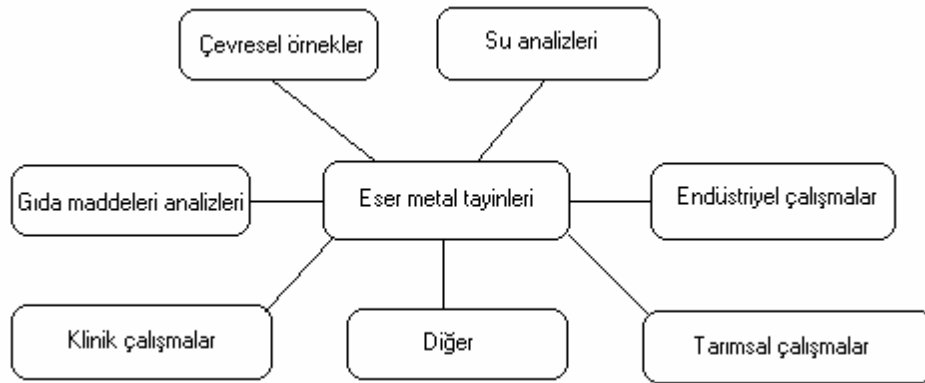 Çevresel örnekler
Su analizleri
Gıda maddeleri analizleri
Eser metal tayinleri
Endüstriyel çalışmalar
Klinik çalışmalar
Diğer
Tarımsal çalışmalar